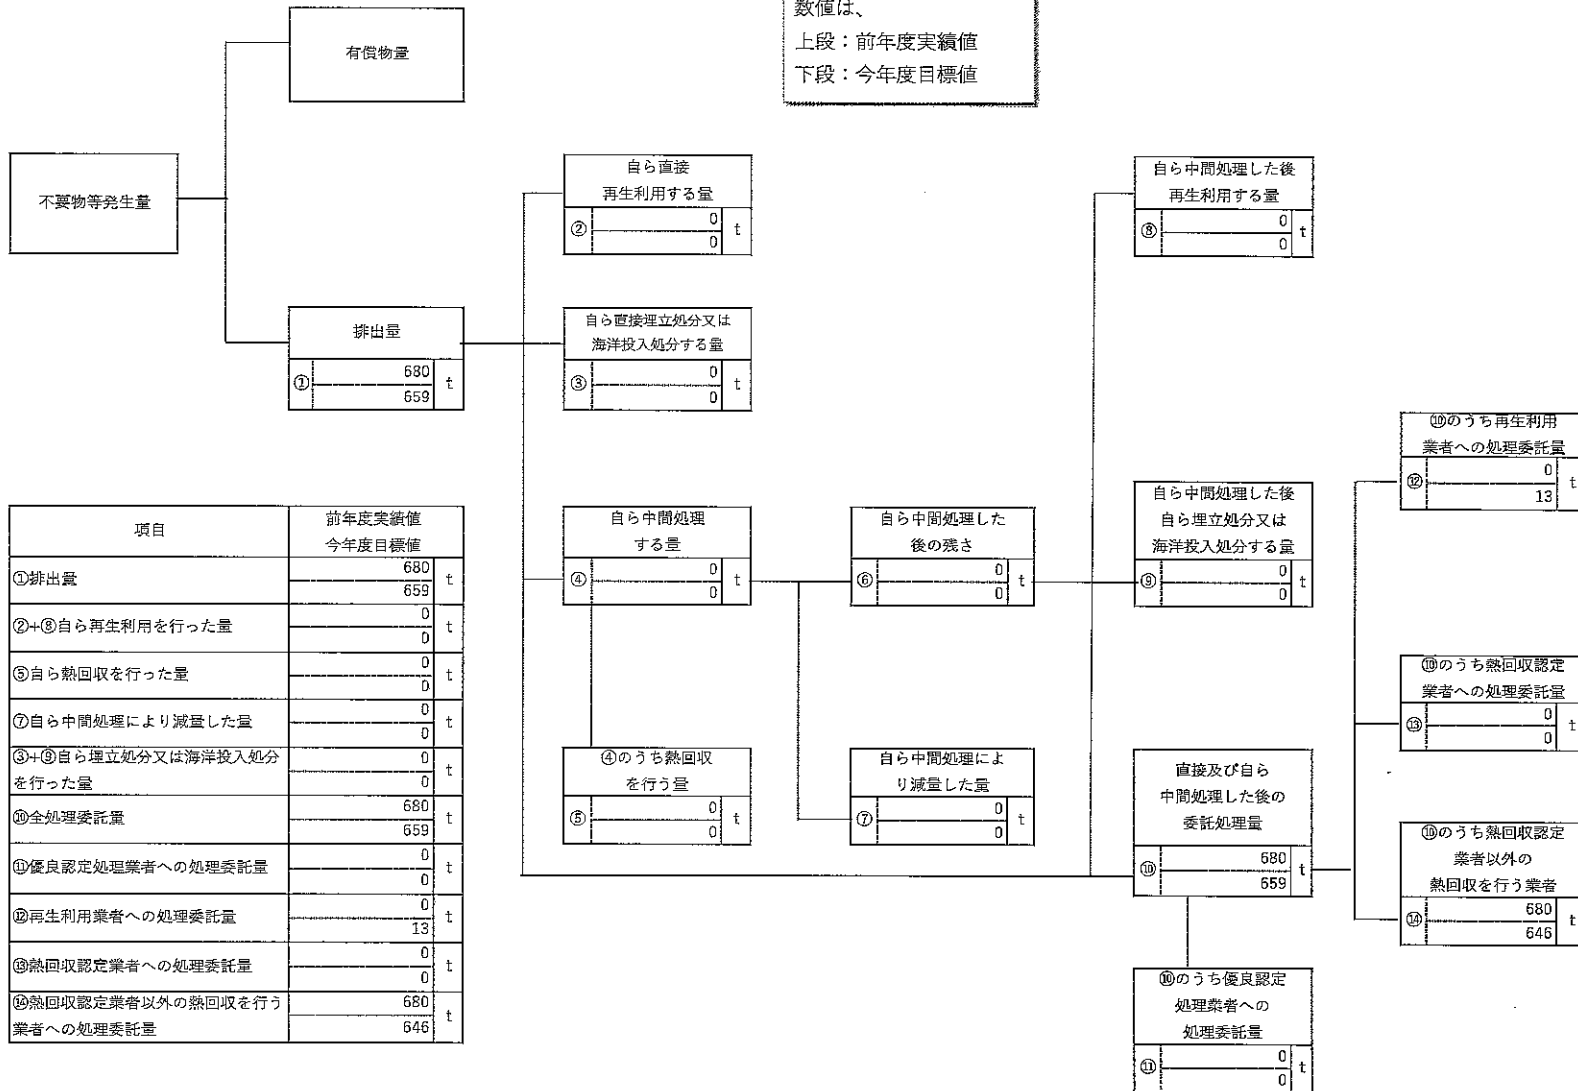 数値は、
上段：前年度実績値
下段：今年度目標値
有償物量
不要物等発生量
排出量
①
680
659
t
自ら直接
再生利用する量
②
0
0
t
自ら直接埋立処分又は
海洋投入処分する量
③
0
0
t
自ら中間処理
する量
④
0
0
t
④のうち熱回収
を行う量
⑤
0
0
t
自ら中間処理した
後の残さ
⑥
0
0
t
自ら中間処理によ
り減量した量
⑦
0
0
t
自ら中間処理した後
再生利用する量
⑧
0
0
t
自ら中間処理した後
自ら埋立処分又は
海洋投入処分する量
⑨
0
0
t
直接及び自ら
中間処理した後の
委託処理量
⑩
680
659
t
⑩のうち優良認定
処理業者への
処理委託量
⑪
0
0
t
⑩のうち再生利用
業者への処理委託量
⑫
0
13
t
⑩のうち熱回収認定
業者への処理委託量
⑬
0
0
t
⑩のうち熱回収認定
業者以外の
熱回収を行う業者
⑭
680
646
t
項目
前年度実績値
今年度目標値
①排出量
680
659
t
②+⑧自ら再生利用を行った量
0
0
t
⑤自ら熱回収を行った量
0
0
t
⑦自ら中間処理により減量した量
0
0
t
③+⑨自ら埋立処分又は海洋投入処分
を行った量
0
0
t
⑩全処理委託量
680
659
t
⑪優良認定処理業者への処理委託量
0
0
t
⑫再生利用業者への処理委託量
0
13
t
⑬熱回収認定業者への処理委託量
0
0
t
⑭熱回収認定業者以外の熱回収を行う
業者への処理委託量
680
646
t